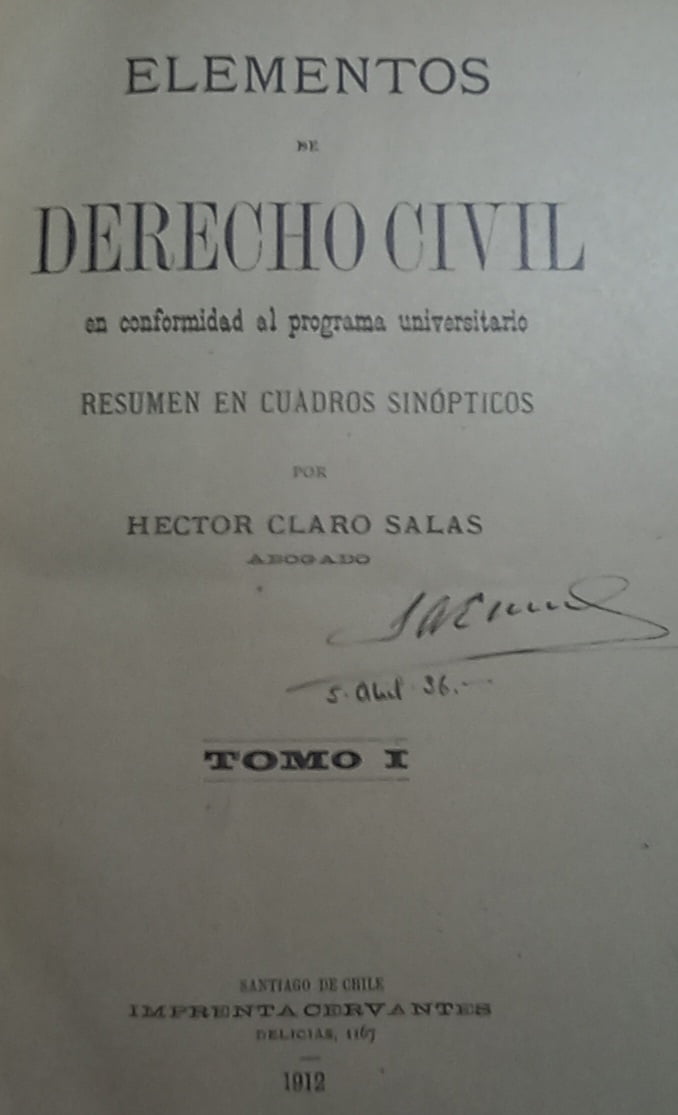 ELEMENTOS
DE
DERECHO CIVIL
en conformidad al programa universitario
RESUMEN EN CUADROS SINÓPTICOS
POR
HECTOR CLARO SALAS
ABOGADO
5. Abril 36.--
TOMO I
SANTIAGO DE CHILE
IMPRENTA CERVANTES
DELICIAS, 1167
1912